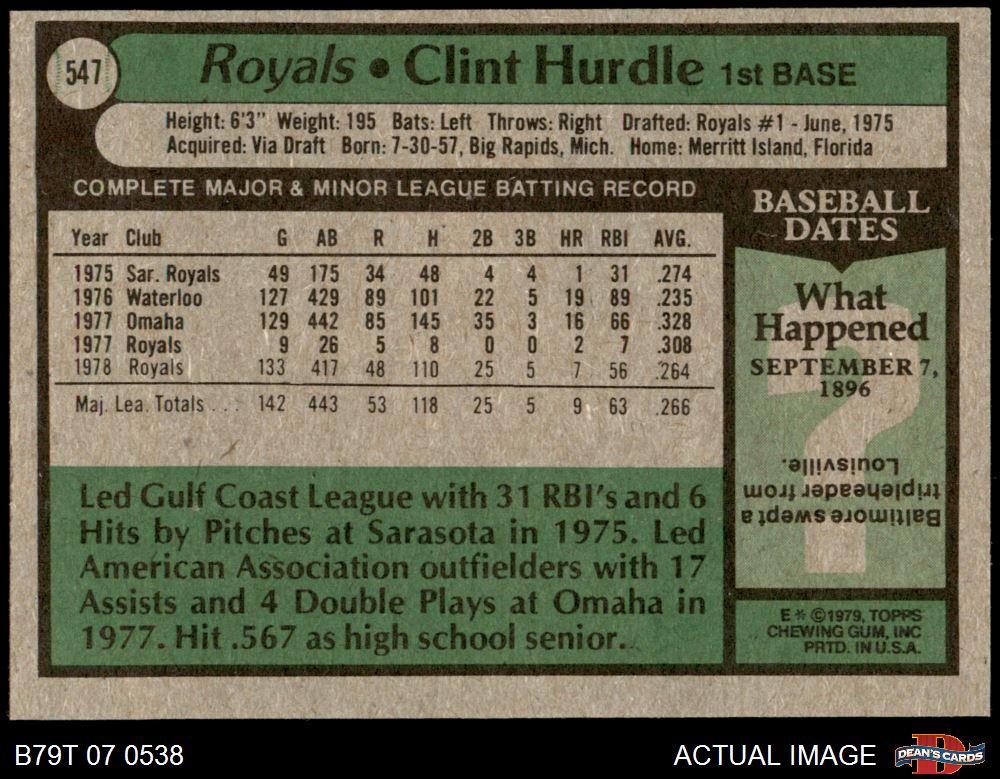 547
Royals • Clint Hurdle 1st BASE
Height: 6'3" Weight: 195 Bats: Left Throws: Right Drafted: Royals #1 - June, 1975
Acquired: Via Draft Born: 7-30-57, Big Rapids, Mich. Home: Merritt Island, Florida
COMPLETE MAJOR & MINOR LEAGUE BATTING RECORD
Year Club G AB R H 2B 3B HR RBI AVG.
1975 Sar. Royals 49 175 34 48 4 4 1 31 .274
1976 Waterloo 127 429 89 101 22 5 19 89 .235
1977 Omaha 129 442 85 145 35 3 16 66 .328
1977 Royals 9 26 5 8 0 0 2 7 .308
1978 Royals 133 417 48 110 25 5 7 56 .264
Maj. Lea. Totals . . . 142 443 53 118 25 5 9 63 .266
Led Gulf Coast League with 31 RBI's and 6
Hits by Pitches at Sarasota in 1975. Led
American Association outfielders with 17
Assists and 4 Double Plays at Omaha in
1977. Hit .567 as high school senior..
BASEBALL
DATES
What
Happened
SEPTEMBER 7,
1896
Baltimore swept a
tripleheader from
Louisville.
E * ©1979, TOPPS
CHEWING GUM, INC
PRTD. IN U.S.A.
B79T 07 0538
ACTUAL IMAGE
DEAN'S CARDS